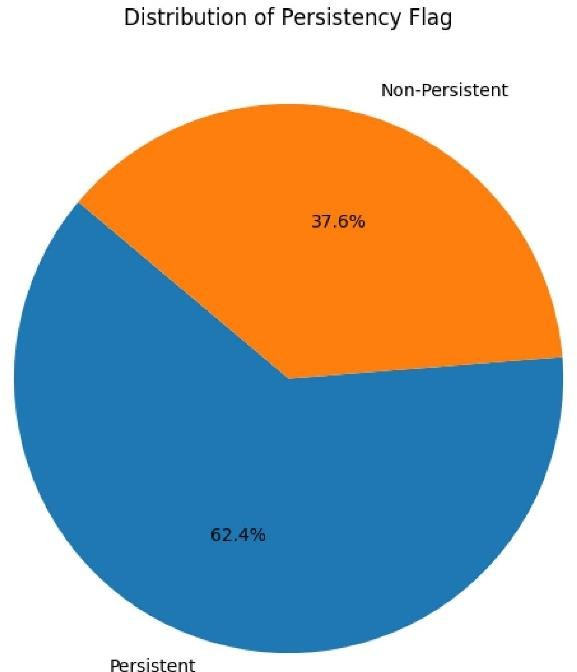 Distribution of Persistency Flag
Non-Persistent
37.6%
62.4%
Persistent